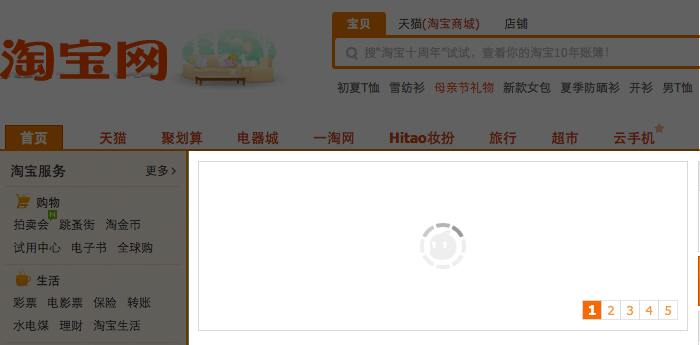 宝贝 天猫(淘宝商城) 店铺
淘宝网
搜"淘宝十周年"试试，查看你的淘宝10年账簿！
初夏T恤 雪纺衫 母亲节礼物 新款女包 夏季防晒衫 开衫 男T恤
首页 天猫 聚划算 电器城 一淘网 Hitao妆扮 旅行 超市 云手机
淘宝服务 更多>
购物
拍卖会 跳蚤街 淘金币
H
试用中心 电子书 全球购
生活
彩票 电影票 保险 转账
水电煤 理财 淘宝生活
1 2 3 4 5